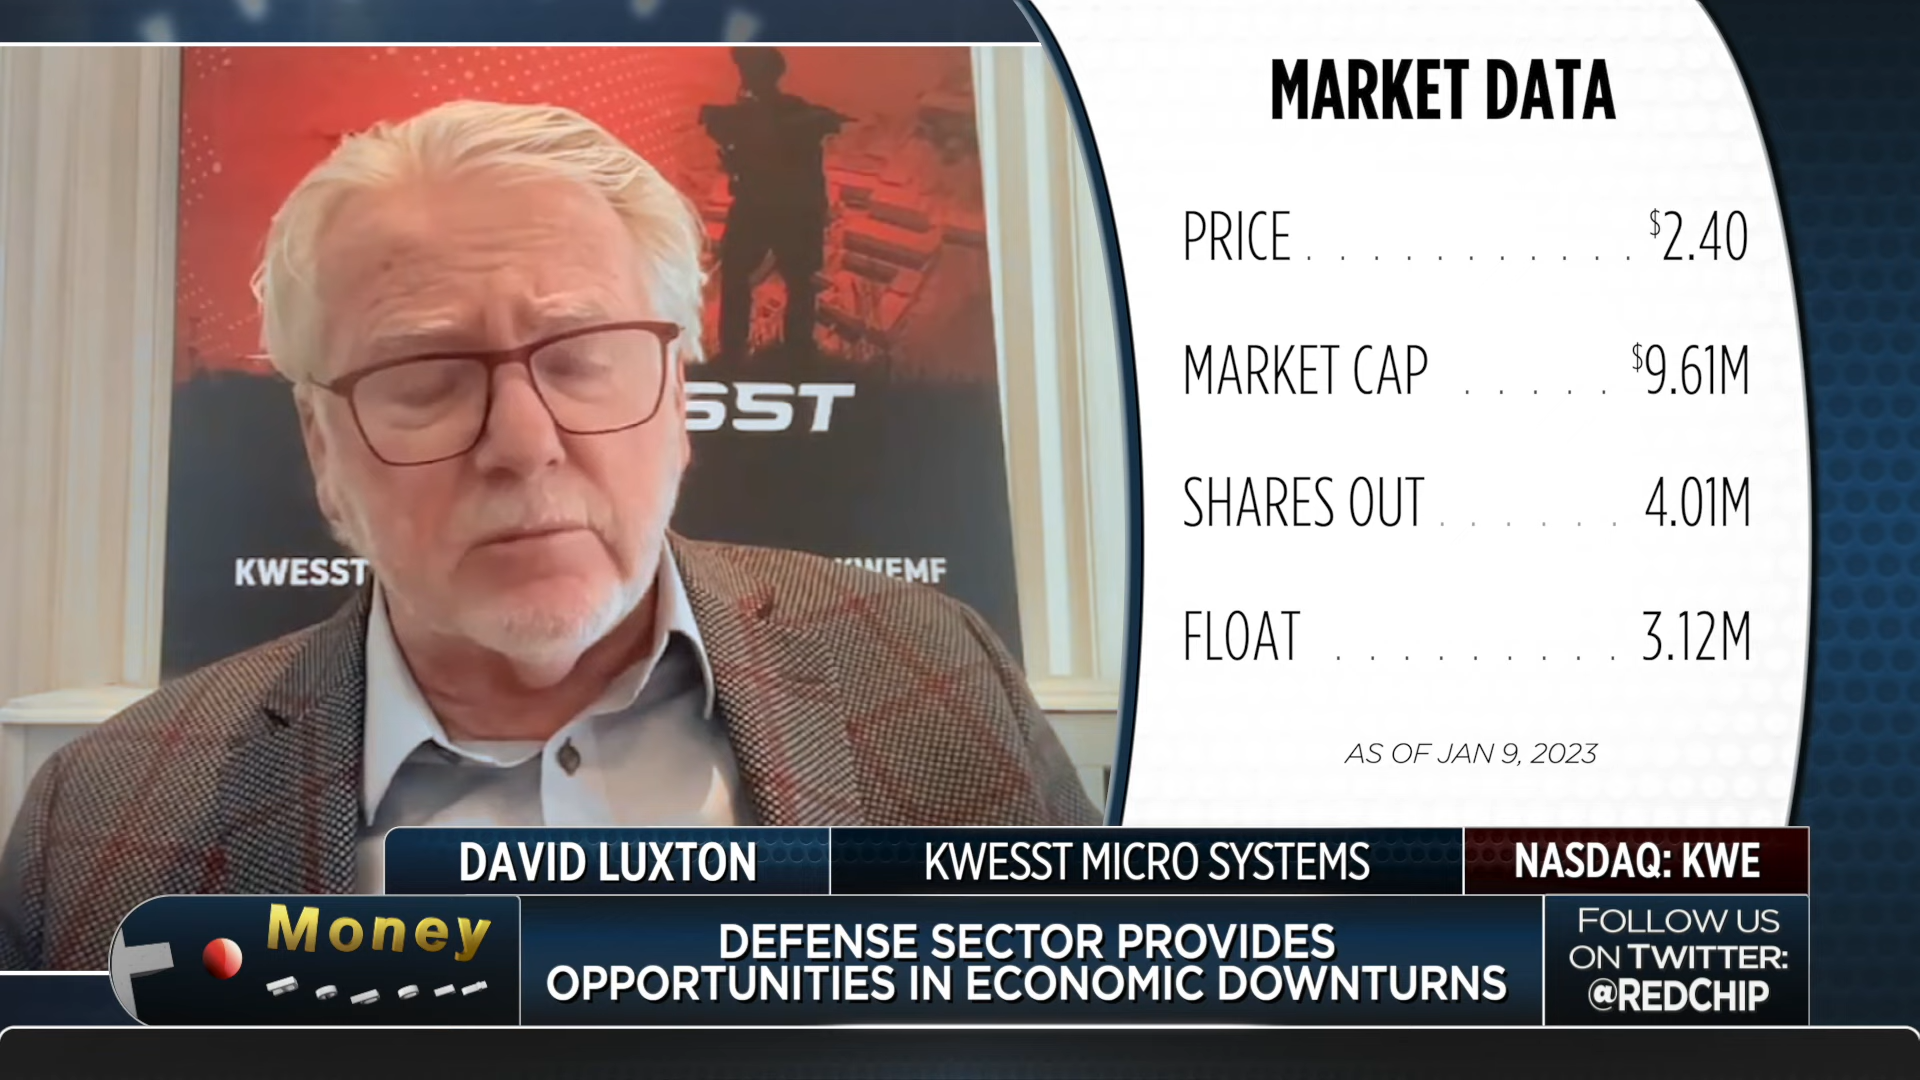 MARKET DATA
PRICE . . . . . . . . . . . $2.40
MARKET CAP . . . . . $9.61M
SHARES OUT . . . . . . 4.01M
FLOAT . . . . . . . . . 3.12M
AS OF JAN 9, 2023
SST
KWESST
KWEMF
DAVID LUXTON
KWESST MICRO SYSTEMS
NASDAQ: KWE
Money
DEFENSE SECTOR PROVIDES
OPPORTUNITIES IN ECONOMIC DOWNTURNS
FOLLOW US
ON TWITTER:
@REDCHIP